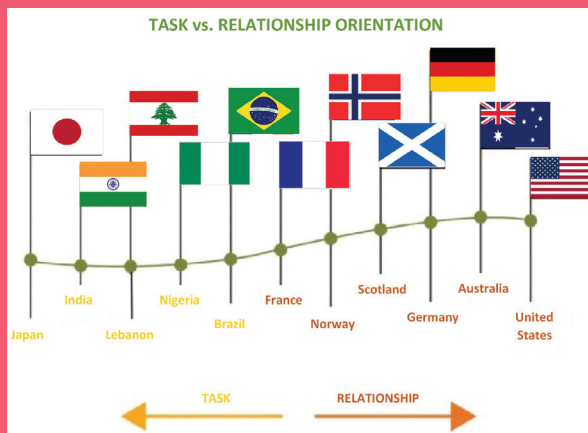 TASK vs. RELATIONSHIP ORIENTATION
India
Nigeria
France
Scotland
Australia
Japan
Lebanon
Brazil
Norway
Germany
United
States
TASK
RELATIONSHIP